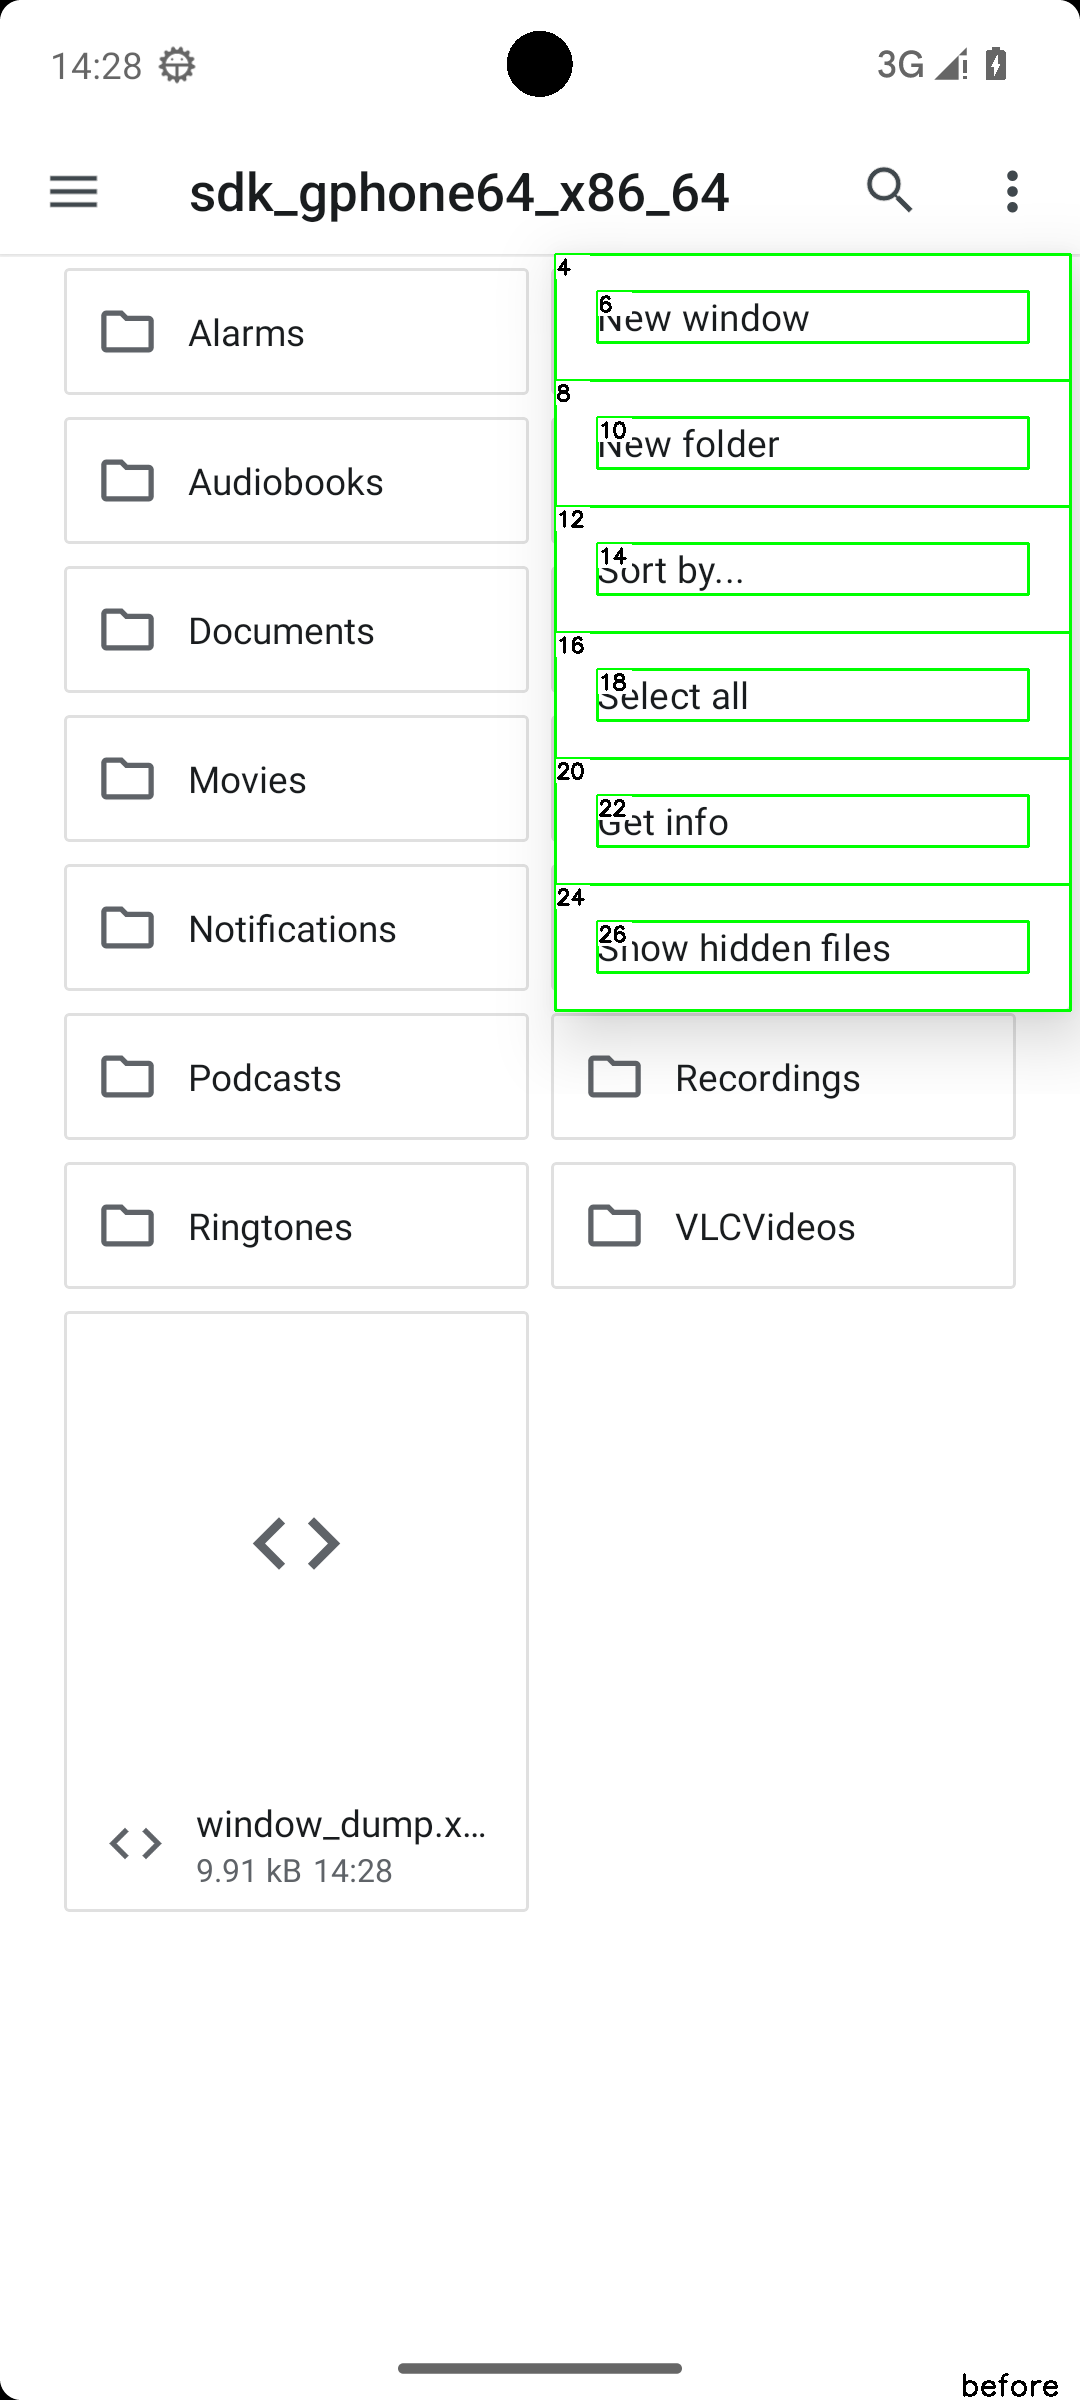 14:28 3G
sdk_gphone64_x86_64
Alarms
Audiobooks
Documents
Movies
Notifications
Podcasts
Recordings
Ringtones
VLCVideos
4
6
New window
8
10
New folder
12
14
Sort by...
16
18
Select all
20
22
Get info
24
26
Show hidden files
window_dump.x...
9.91 kB 14:28
before